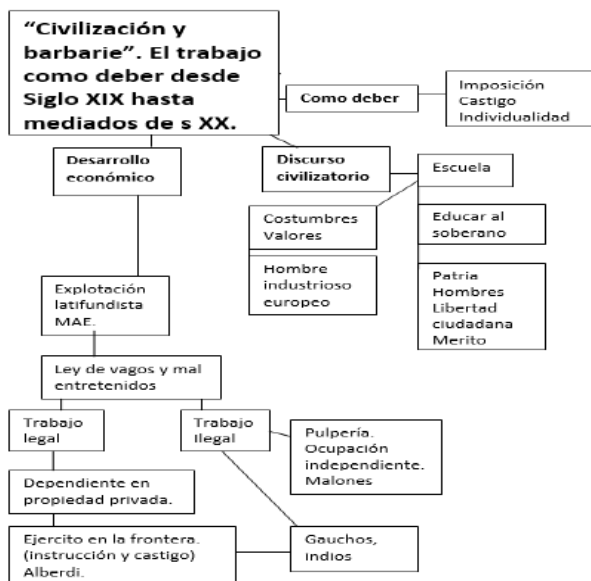 “Civilización y
barbarie”. El trabajo
como deber desde
Siglo XIX hasta
mediados de s XX.
Como deber
Imposición
Castigo
Individualidad
Desarrollo
económico
Discurso
civilizatorio
Escuela
Costumbres
Valores
Educar al
soberano
Hombre
industrioso
europeo
Patria
Hombres
Libertad
ciudadana
Merito
Explotación
latifundista
MAE.
Ley de vagos y mal
entretenidos
Trabajo
legal
Trabajo
Ilegal
Pulpería.
Ocupación
independiente.
Malones
Dependiente en
propiedad privada.
Ejercito en la frontera.
(instrucción y castigo)
Alberdi.
Gauchos,
indios